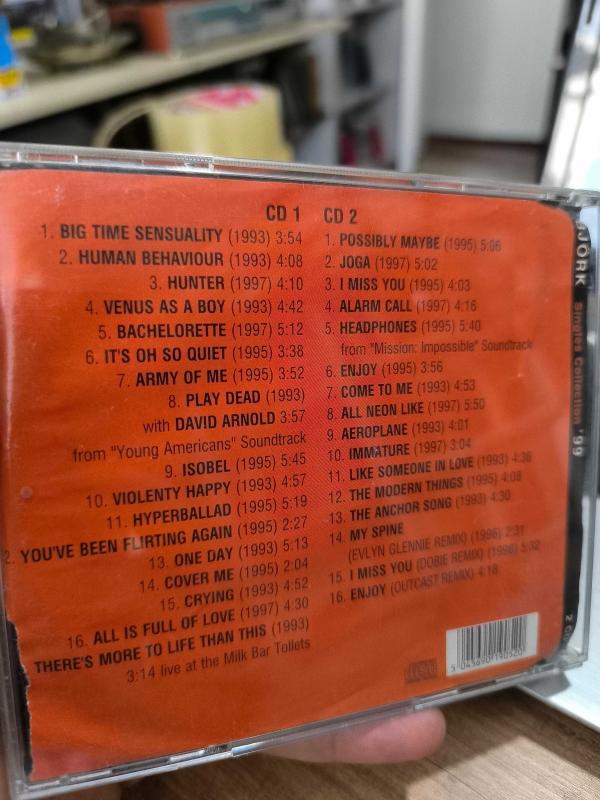 CD 1
1. BIG TIME SENSUALITY (1993) 3:54
2. HUMAN BEHAVIOUR (1993) 4:08
3. HUNTER (1997) 4:10
4. VENUS AS A BOY (1993) 4:42
5. BACHELORETTE (1997) 5:12
6. IT'S OH SO QUIET (1995) 3:38
7. ARMY OF ME (1995) 3:52
8. PLAY DEAD (1993)
with DAVID ARNOLD 3:57
from "Young Americans" Soundtrack
9. ISOBEL (1995) 5:45
10. VIOLENTY HAPPY (1993) 4:57
11. HYPERBALLAD (1995) 5:19
2. YOU'VE BEEN FLIRTING AGAIN (1995) 2:27
13. ONE DAY (1993) 5:13
14. COVER ME (1995) 2:04
15. CRYING (1993) 4:52
16. ALL IS FULL OF LOVE (1997) 4:30
THERE'S MORE TO LIFE THAN THIS (1993)
3:14 live at the Milk Bar Tollets
CD 2
1. POSSIBLY MAYBE (1995) 5:06
2. JOGA (1997) 5:02
3. I MISS YOU (1995) 4:03
4. ALARM CALL (1997) 4:16
5. HEADPHONES (1995) 5:40
from "Mission: Impossible" Soundtrack
6. ENJOY (1995) 3:56
7. COME TO ME (1993) 4:53
8. ALL NEON LIKE (1997) 5:50
9. AEROPLANE (1993) 4:01
10. IMMATURE (1997) 3:04
11. LIKE SOMEONE IN LOVE (1993) 4:36
12. THE MODERN THINGS (1995) 4:08
13. THE ANCHOR SONG (1993) 4:30
14. MY SPINE
(EVLYN GLENNIE REMIX) (1996) 2:31
15. I MISS YOU (DOBIE REMIX) (1996) 5:32
16. ENJOY (OUTCAST REMIX) 4:18
BJORK Singles Collection '99
5 043690 190520